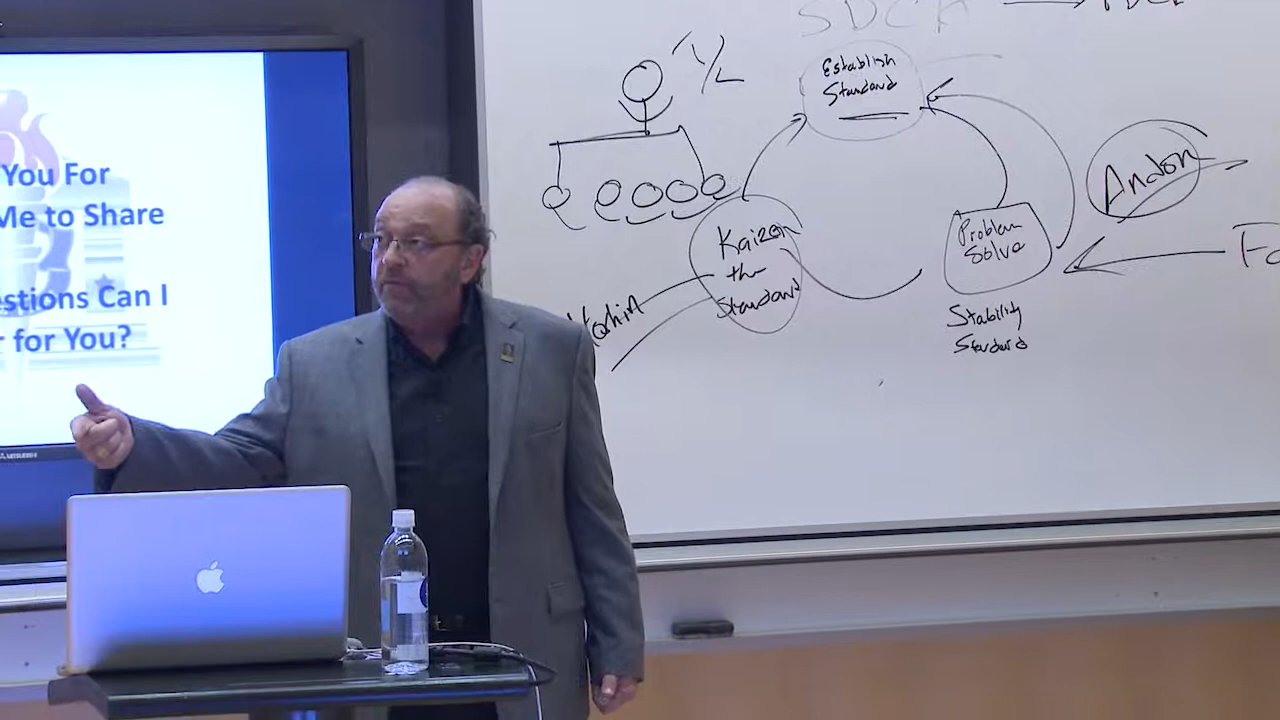 You For
Me to Share
estions Can I
r for You?
SDCA
T/L
Establish
Standard
Andon
Problem
Solve
Kaizen
the
Standard
Stability
Standard